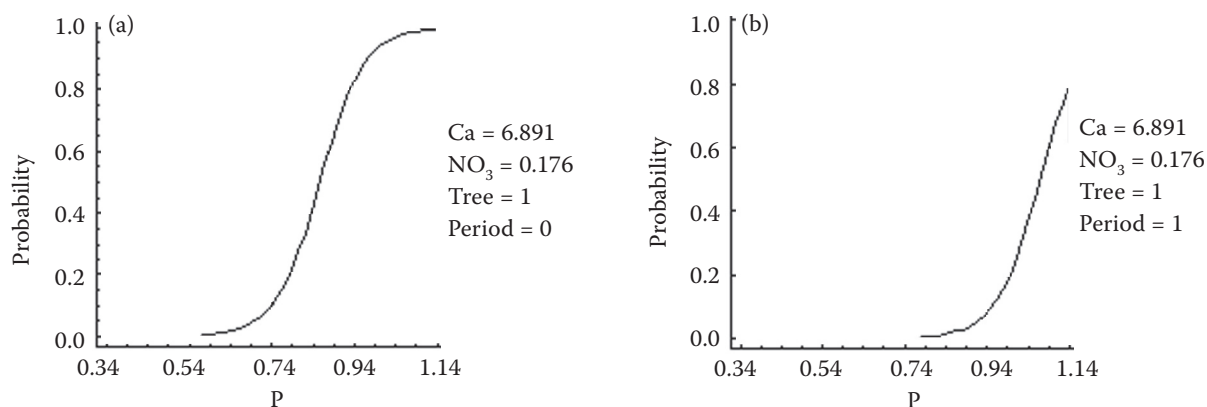 (a)
1.0
0.8
0.6
0.4
0.2
0.0
Probability
0.34 0.54 0.74 0.94 1.14
P
Ca = 6.891
NO₃ = 0.176
Tree = 1
Period = 0
(b)
1.0
0.8
0.6
0.4
0.2
0.0
Probability
0.34 0.54 0.74 0.94 1.14
P
Ca = 6.891
NO₃ = 0.176
Tree = 1
Period = 1